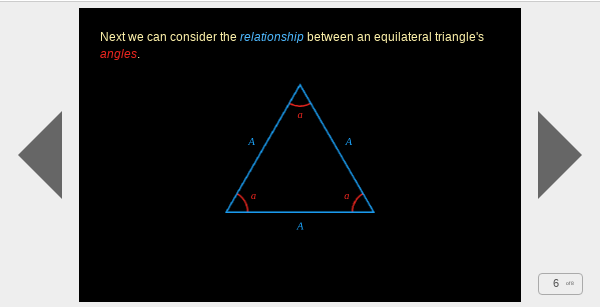 Next we can consider the relationship between an equilateral triangle's
angles.
a
A A
a a
A
6 of 8